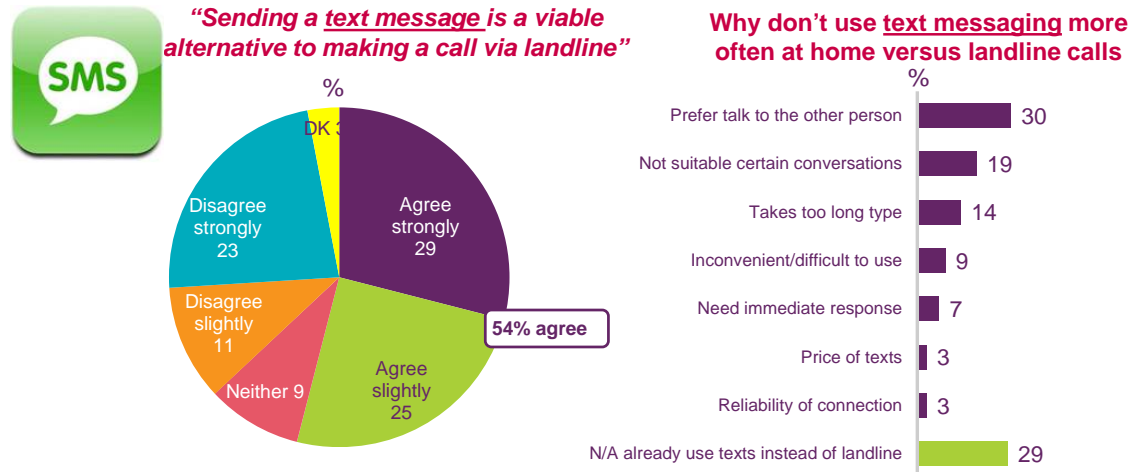 SMS
“Sending a text message is a viable
alternative to making a call via landline”
%
DK 3
Agree
strongly
29
Disagree
strongly
23
Disagree
slightly
11
Neither 9
Agree
slightly
25
54% agree
Why don’t use text messaging more
often at home versus landline calls
%
Prefer talk to the other person 30
Not suitable certain conversations 19
Takes too long type 14
Inconvenient/difficult to use 9
Need immediate response 7
Price of texts 3
Reliability of connection 3
N/A already use texts instead of landline 29